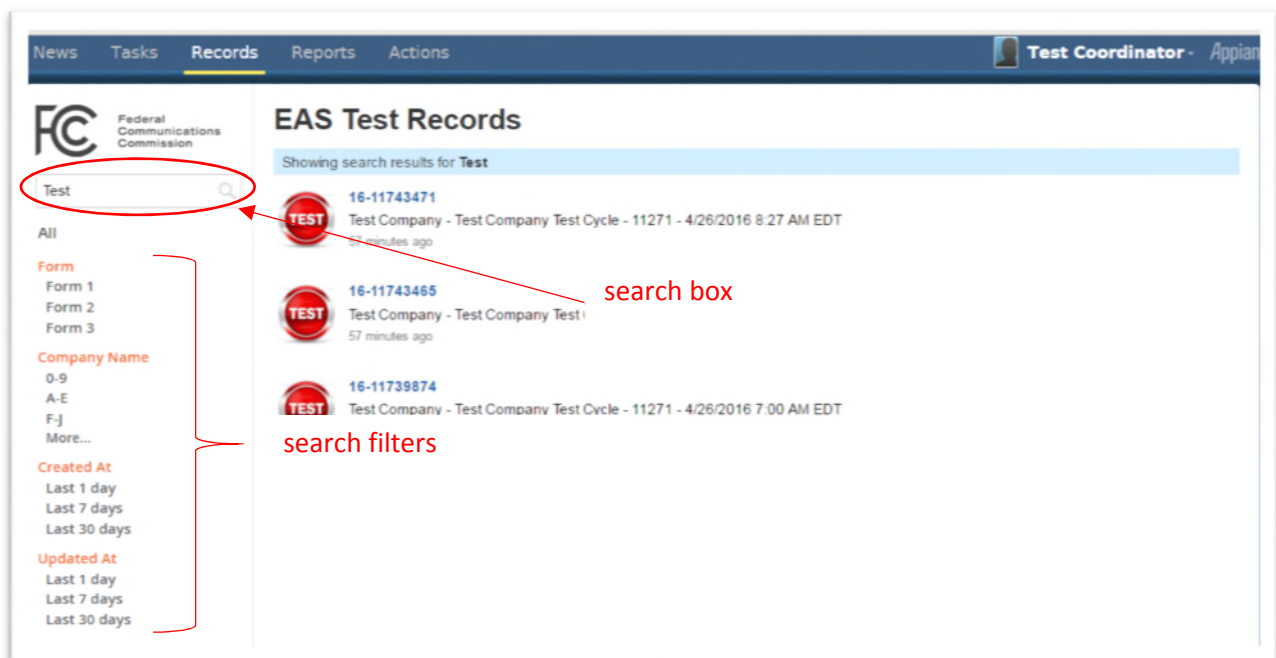 News Tasks Records Reports Actions Test Coordinator Appian
FCC Federal
Communications
Commission
Test
All
Form
Form 1
Form 2
Form 3
Company Name
0-9
A-E
F-J
More...
Created At
Last 1 day
Last 7 days
Last 30 days
Updated At
Last 1 day
Last 7 days
Last 30 days
EAS Test Records
Showing search results for Test
TEST
16-11743471
Test Company - Test Company Test Cycle - 11271 - 4/26/2016 8:27 AM EDT
57 minutes ago
TEST
16-11743465
Test Company - Test Company Test
57 minutes ago
TEST
16-11739874
Test Company - Test Company Test Cycle - 11271 - 4/26/2016 7:00 AM EDT
search box
search filters